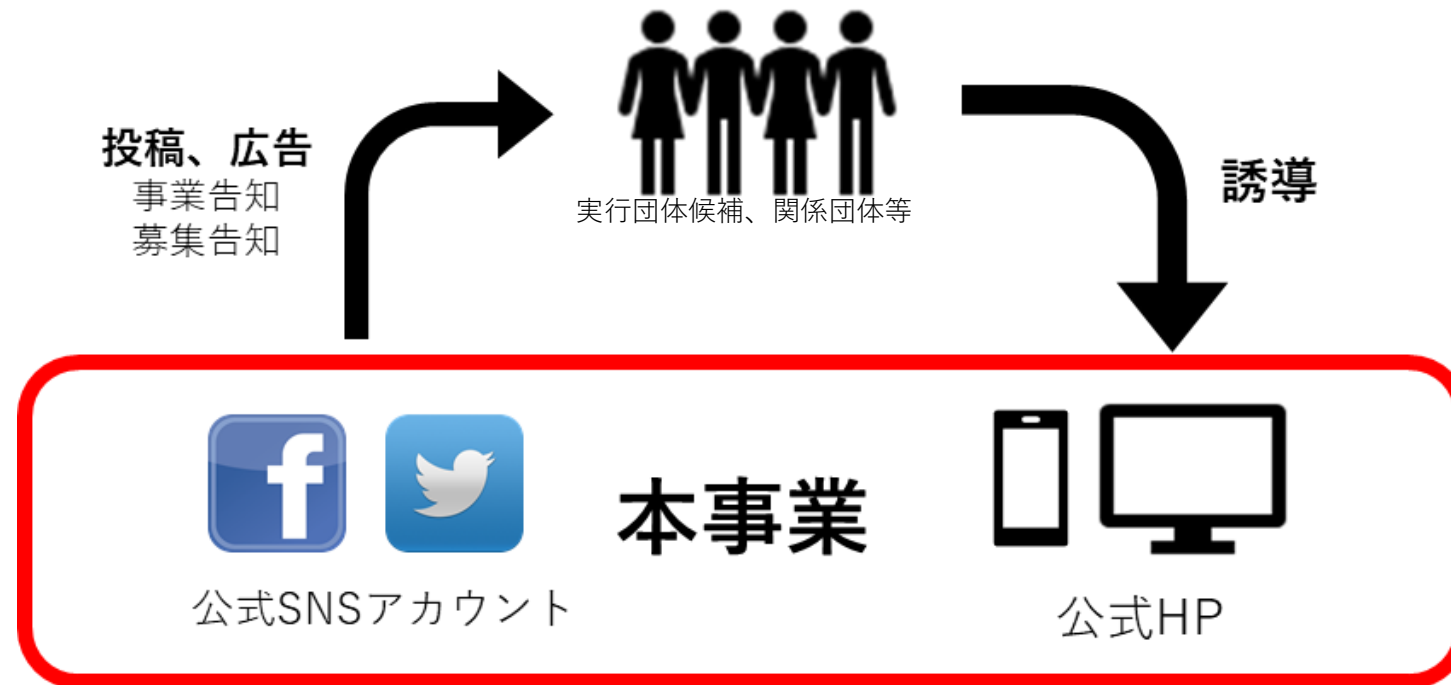 投稿、広告
事業告知
募集告知
実行団体候補、関係団体等
誘導
本事業
公式SNSアカウント
公式HP